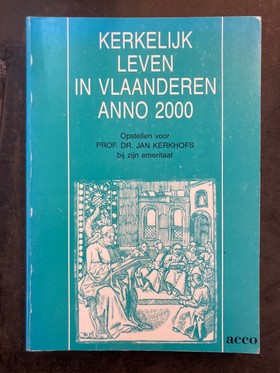 KERKELIJK
LEVEN
IN VLAANDEREN
ANNO 2000
Opstellen voor
PROF. DR. JAN KERKHOFS
bij zijn emeritaat
acco